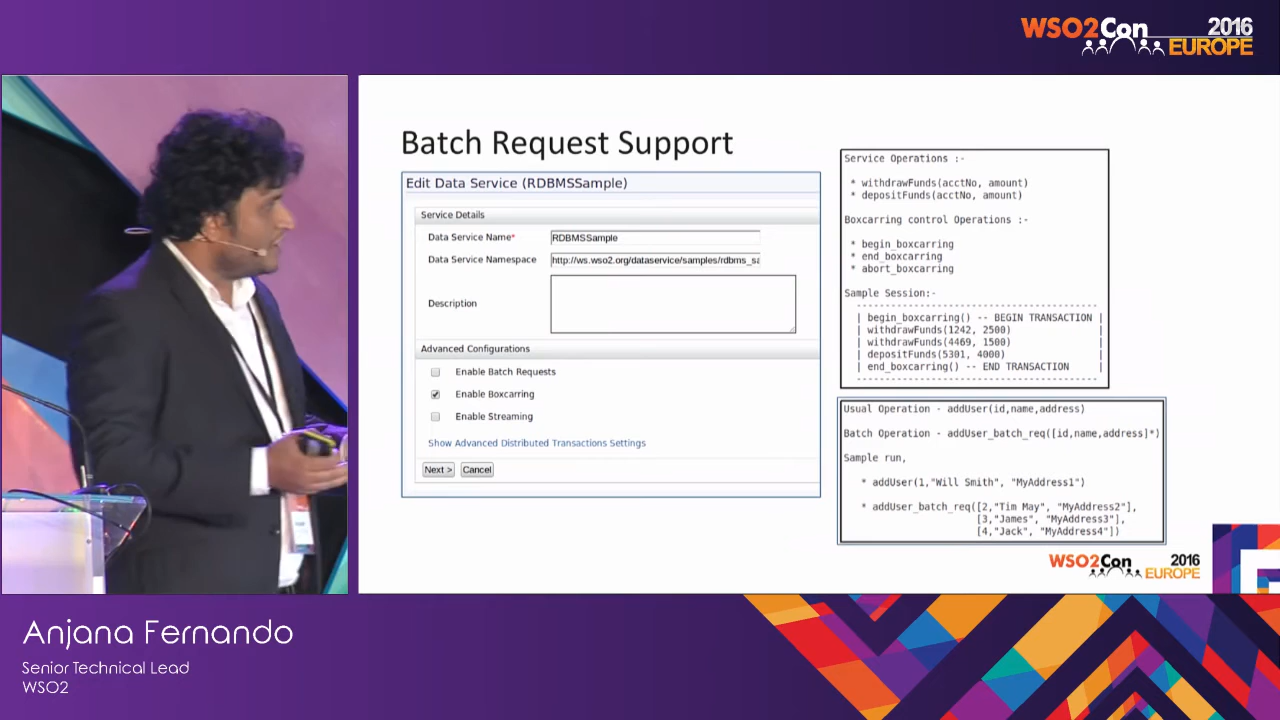 WSO2Con 2016
EUROPE
Batch Request Support
Edit Data Service (RDBMSSample)
Service Details
Data Service Name* RDBMSSample
Data Service Namespace http://ws.wso2.org/dataservice/samples/rdbms_sa
Description
Advanced Configurations
Enable Batch Requests
Enable Boxcarring
Enable Streaming
Show Advanced Distributed Transactions Settings
Next > Cancel
Service Operations :-
* withdrawFunds(acctNo, amount)
* depositFunds(acctNo, amount)
Boxcarring control Operations :-
* begin_boxcarring
* end_boxcarring
* abort_boxcarring
Sample Session:-
---------------------------------------
| begin_boxcarring() -- BEGIN TRANSACTION |
| withdrawFunds(1242, 2500) |
| withdrawFunds(4469, 1500) |
| depositFunds(5301, 4000) |
| end_boxcarring() -- END TRANSACTION |
---------------------------------------
Usual Operation - addUser(id,name,address)
Batch Operation - addUser_batch_req([id,name,address]*)
Sample run,
* addUser(1,"Will Smith", "MyAddress1")
* addUser_batch_req([2,"Tim May", "MyAddress2"],
[3,"James", "MyAddress3"],
[4,"Jack", "MyAddress4"])
WSO2Con 2016
EUROPE
Anjana Fernando
Senior Technical Lead
WSO2